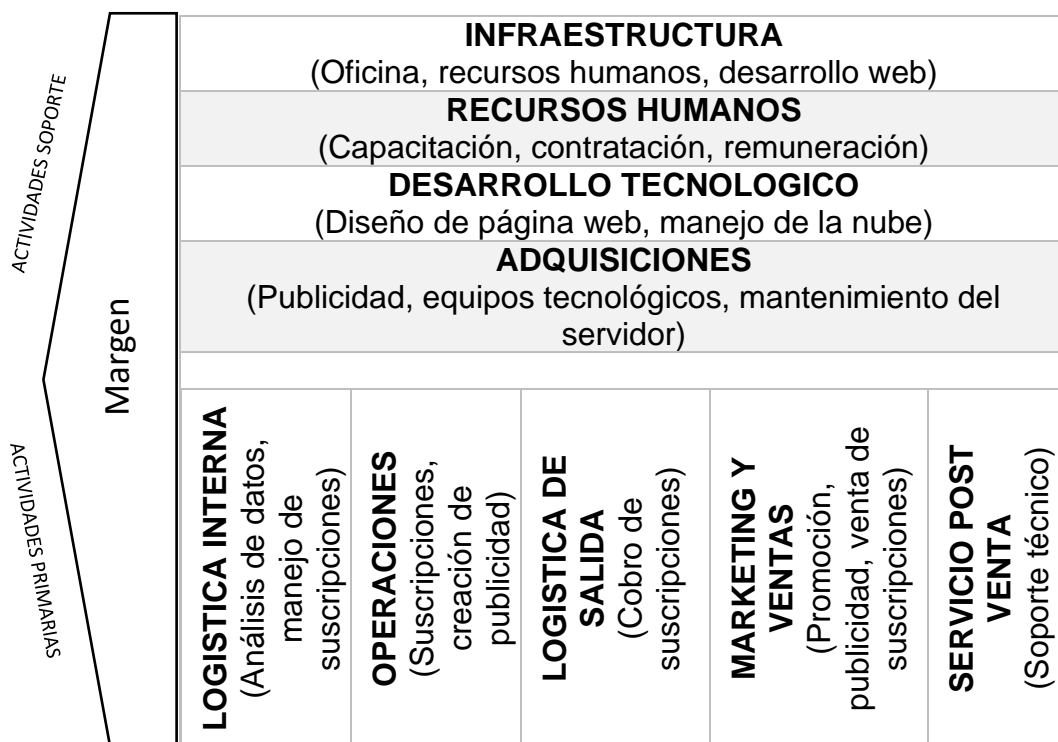 ACTIVIDADES SOPORTE
INFRAESTRUCTURA
(Oficina, recursos humanos, desarrollo web)
RECURSOS HUMANOS
(Capacitación, contratación, remuneración)
DESARROLLO TECNOLOGICO
(Diseño de página web, manejo de la nube)
ADQUISICIONES
(Publicidad, equipos tecnológicos, mantenimiento del
servidor)
Margen
ACTIVIDADES PRIMARIAS
LOGISTICA INTERNA
(Análisis de datos,
manejo de
suscripciones)
OPERACIONES
(Suscripciones,
creación de
publicidad)
LOGISTICA DE
SALIDA
(Cobro de
suscripciones)
MARKETING Y
VENTAS
(Promoción,
publicidad, venta de
suscripciones)
SERVICIO POST
VENTA
(Soporte técnico)